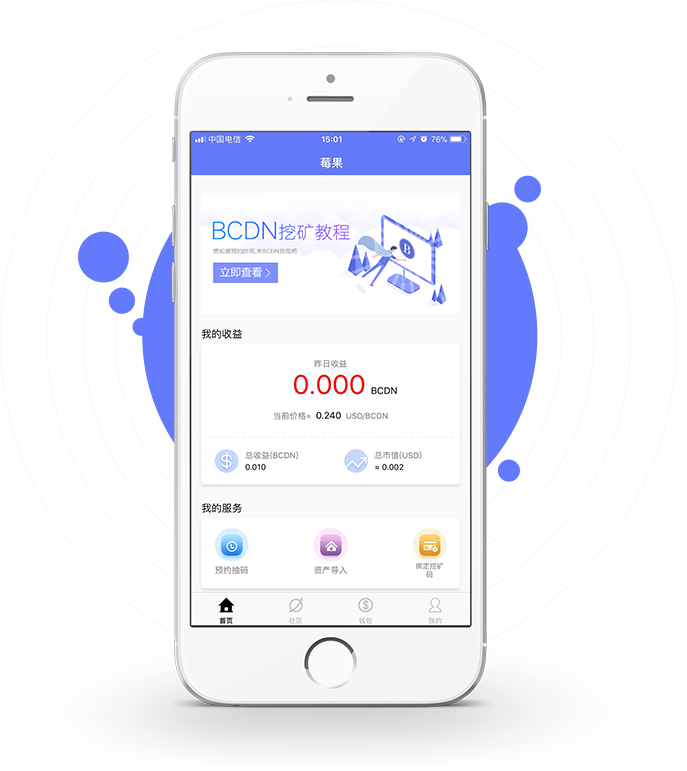 中国电信 15:01 76%
莓果
BCDN挖矿教程
想知道预约时间,来BCDN找我吧
立即查看
我的收益
昨日收益
0.000 BCDN
当前价格≈ 0.240 USD/BCDN
总收益(BCDN)
0.010
总市值(USD)
≈ 0.002
我的服务
预约抽码
资产导入
绑定挖矿
码
首页
社区
钱包
我的